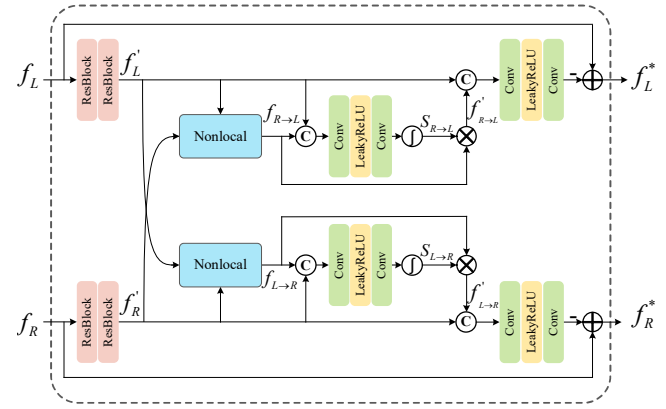 f_L
ResBlock
ResBlock
f'_L
Nonlocal
f_{R→L}
C
Conv
LeakyReLU
Conv
∫
S_{R→L}
f'_{R→L}
C
Conv
LeakyReLU
Conv
-
f^*_L
f_R
ResBlock
ResBlock
f'_R
Nonlocal
f_{L→R}
C
Conv
LeakyReLU
Conv
∫
S_{L→R}
f'_{L→R}
C
Conv
LeakyReLU
Conv
-
f^*_R